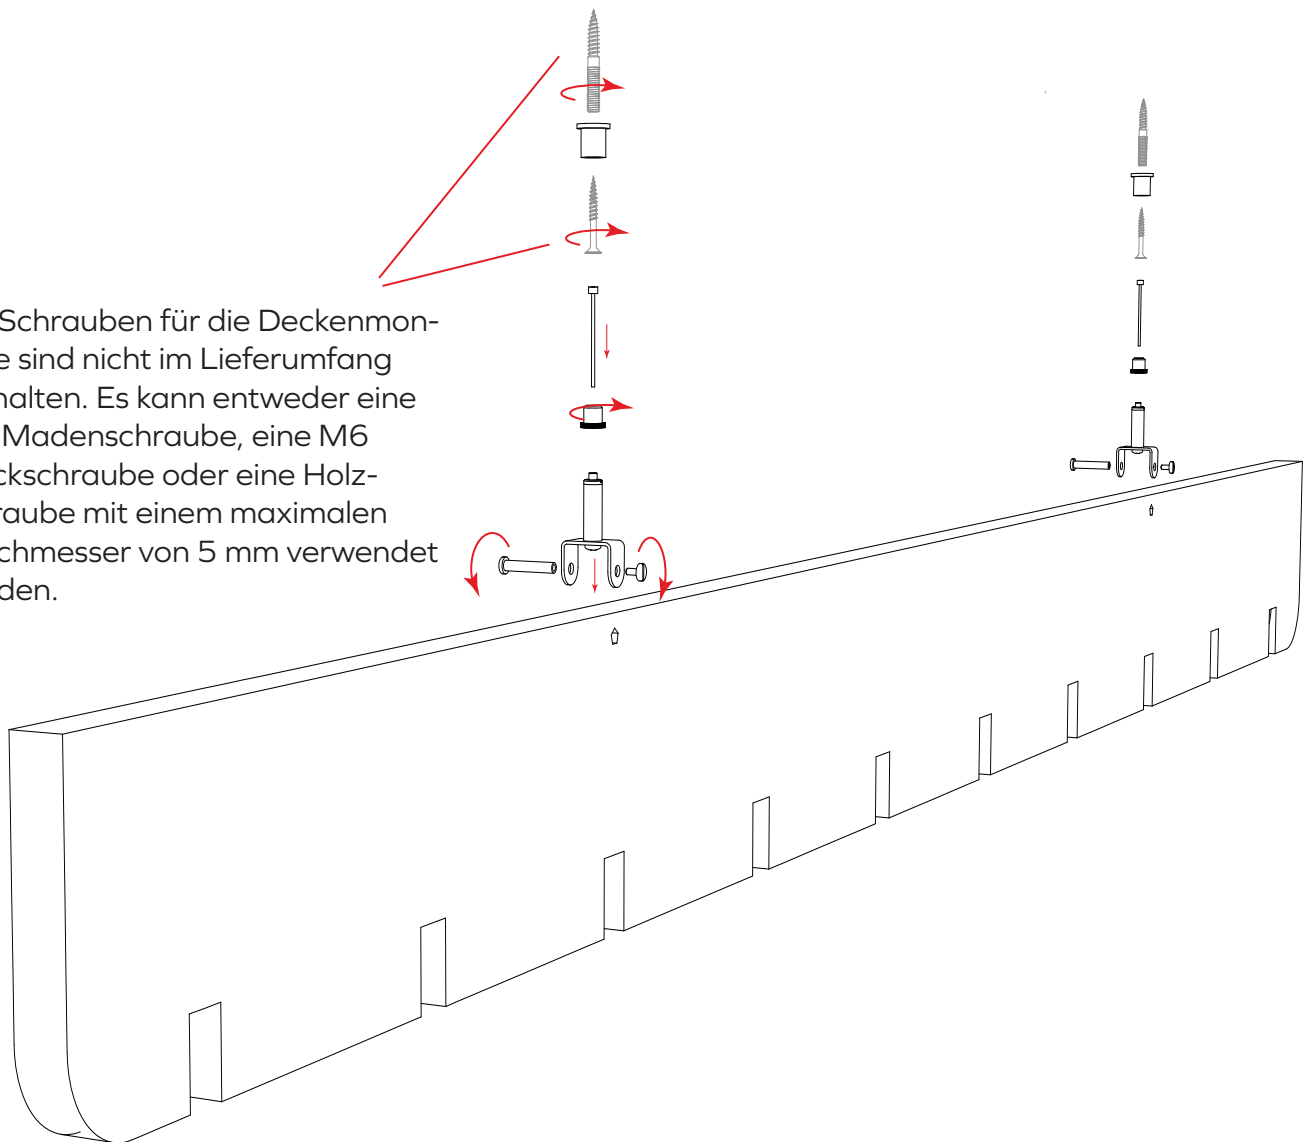 Schrauben für die Deckenmon-
e sind nicht im Lieferumfang
halten. Es kann entweder eine
Madenschraube, eine M6
ckschraube oder eine Holz-
raube mit einem maximalen
chmesser von 5 mm verwendet
den.